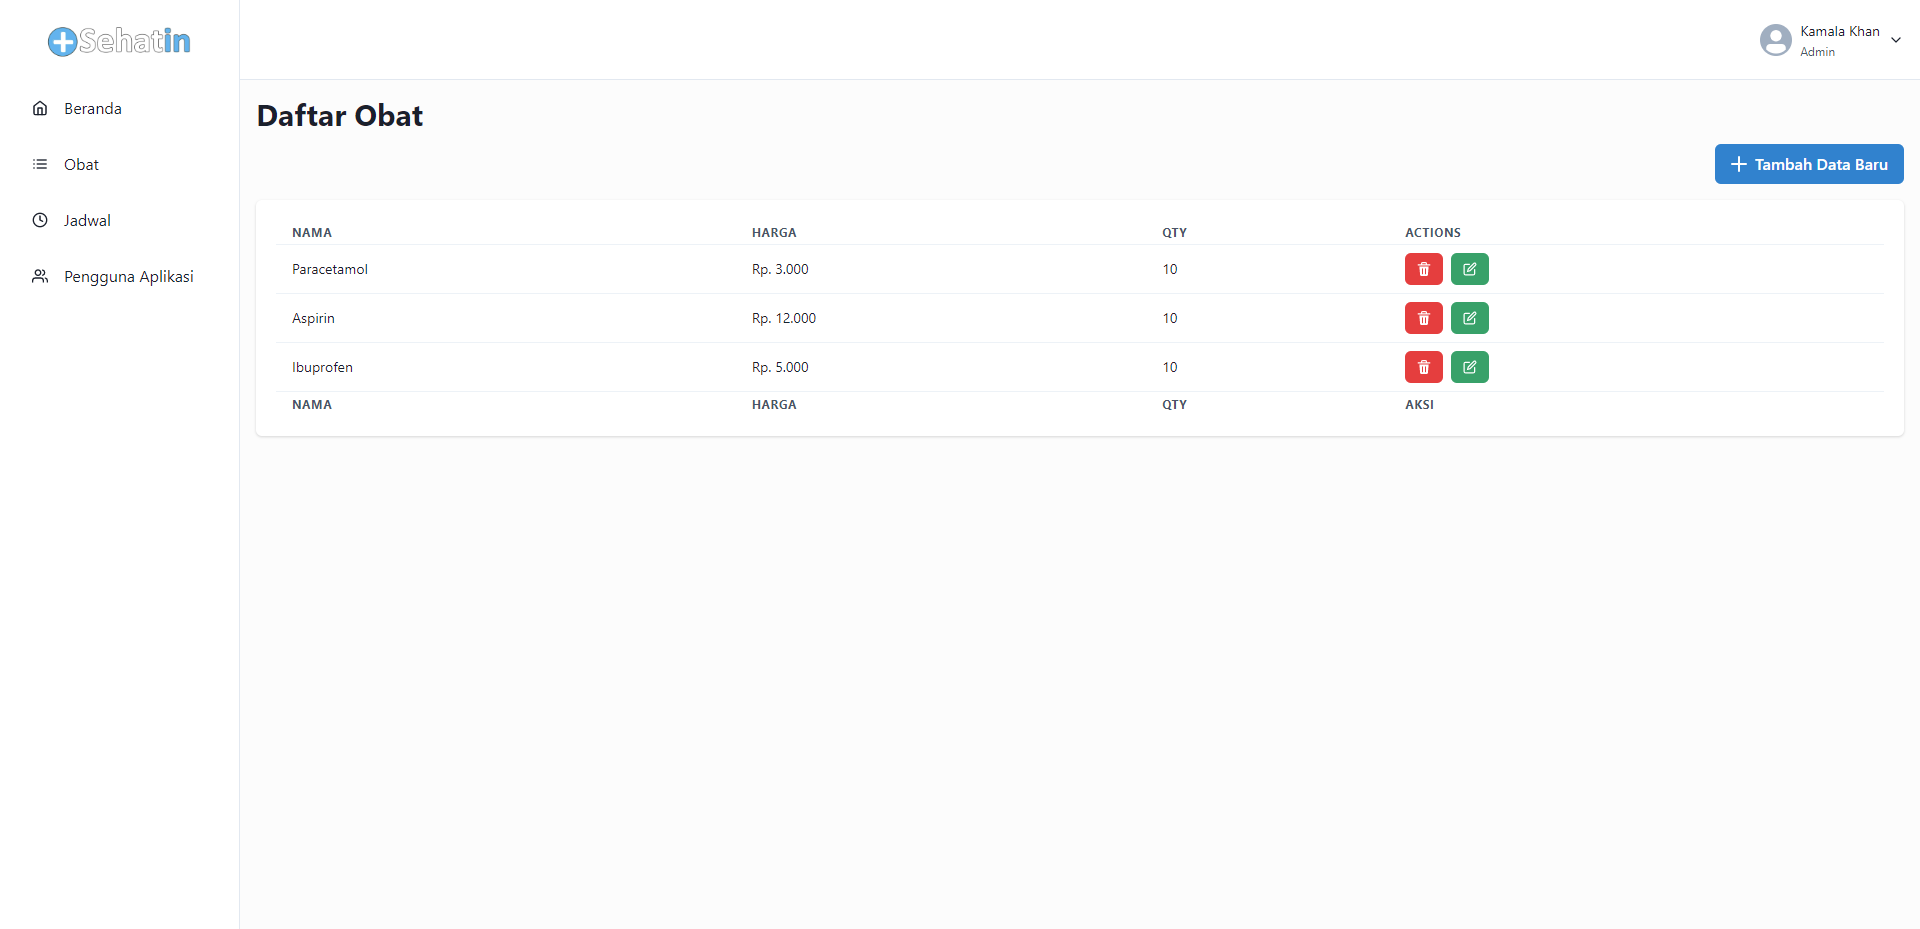 Sehatin
Kamala Khan
Admin
Beranda
Obat
Jadwal
Pengguna Aplikasi
Daftar Obat
Tambah Data Baru
NAMA HARGA QTY ACTIONS
Paracetamol Rp. 3.000 10
Aspirin Rp. 12.000 10
Ibuprofen Rp. 5.000 10
NAMA HARGA QTY AKSI